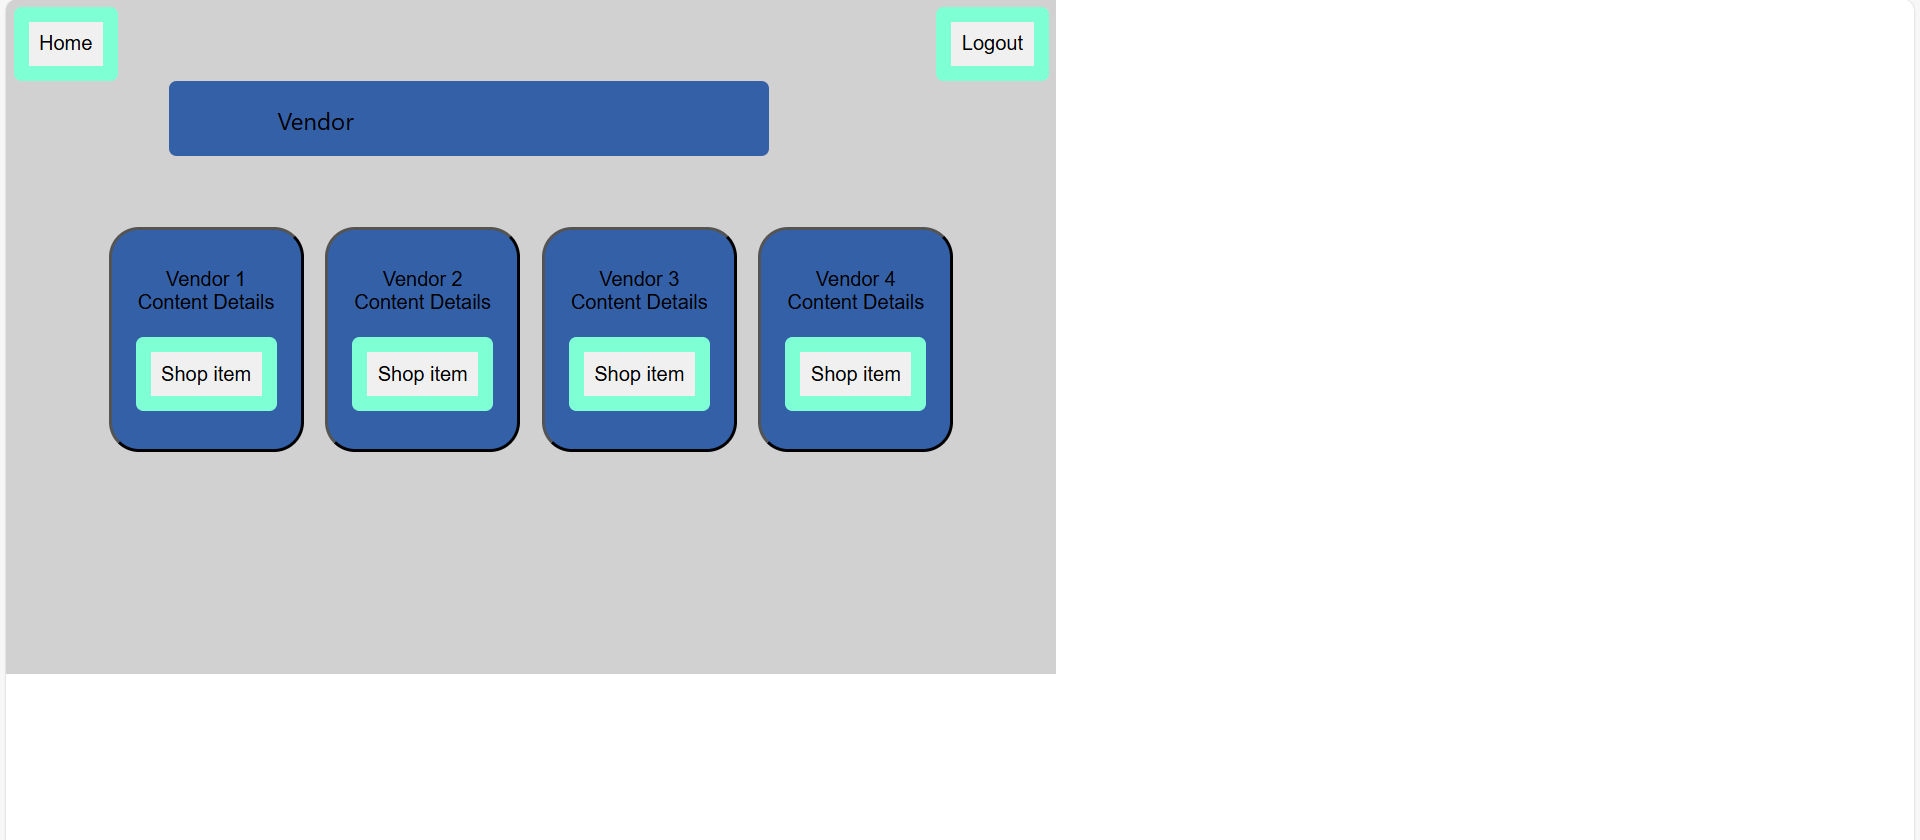 Home
Logout
Vendor
Vendor 1
Content Details
Shop item
Vendor 2
Content Details
Shop item
Vendor 3
Content Details
Shop item
Vendor 4
Content Details
Shop item